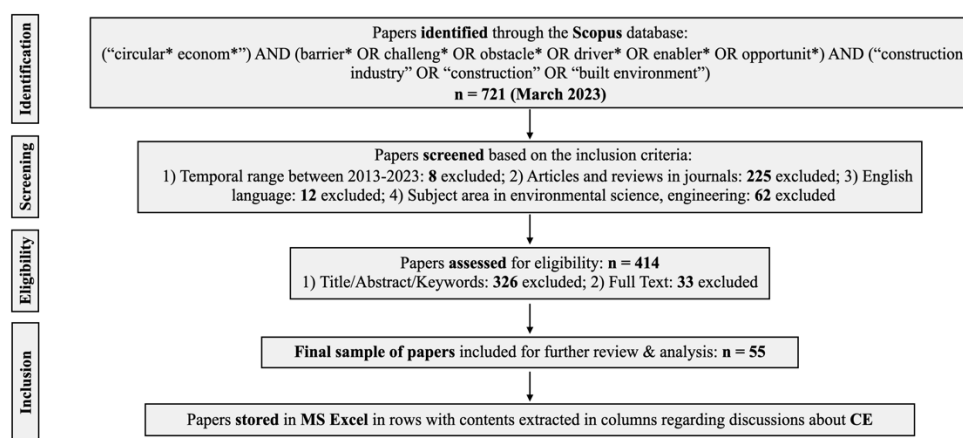 Identification
Papers identified through the Scopus database:
(“circular* econom*”) AND (barrier* OR challeng* OR obstacle* OR driver* OR enabler* OR opportunit*) AND (“construction
industry” OR “construction” OR “built environment”)
n = 721 (March 2023)
Screening
Papers screened based on the inclusion criteria:
1) Temporal range between 2013-2023: 8 excluded; 2) Articles and reviews in journals: 225 excluded; 3) English
language: 12 excluded; 4) Subject area in environmental science, engineering: 62 excluded
Eligibility
Papers assessed for eligibility: n = 414
1) Title/Abstract/Keywords: 326 excluded; 2) Full Text: 33 excluded
Inclusion
Final sample of papers included for further review & analysis: n = 55
Papers stored in MS Excel in rows with contents extracted in columns regarding discussions about CE